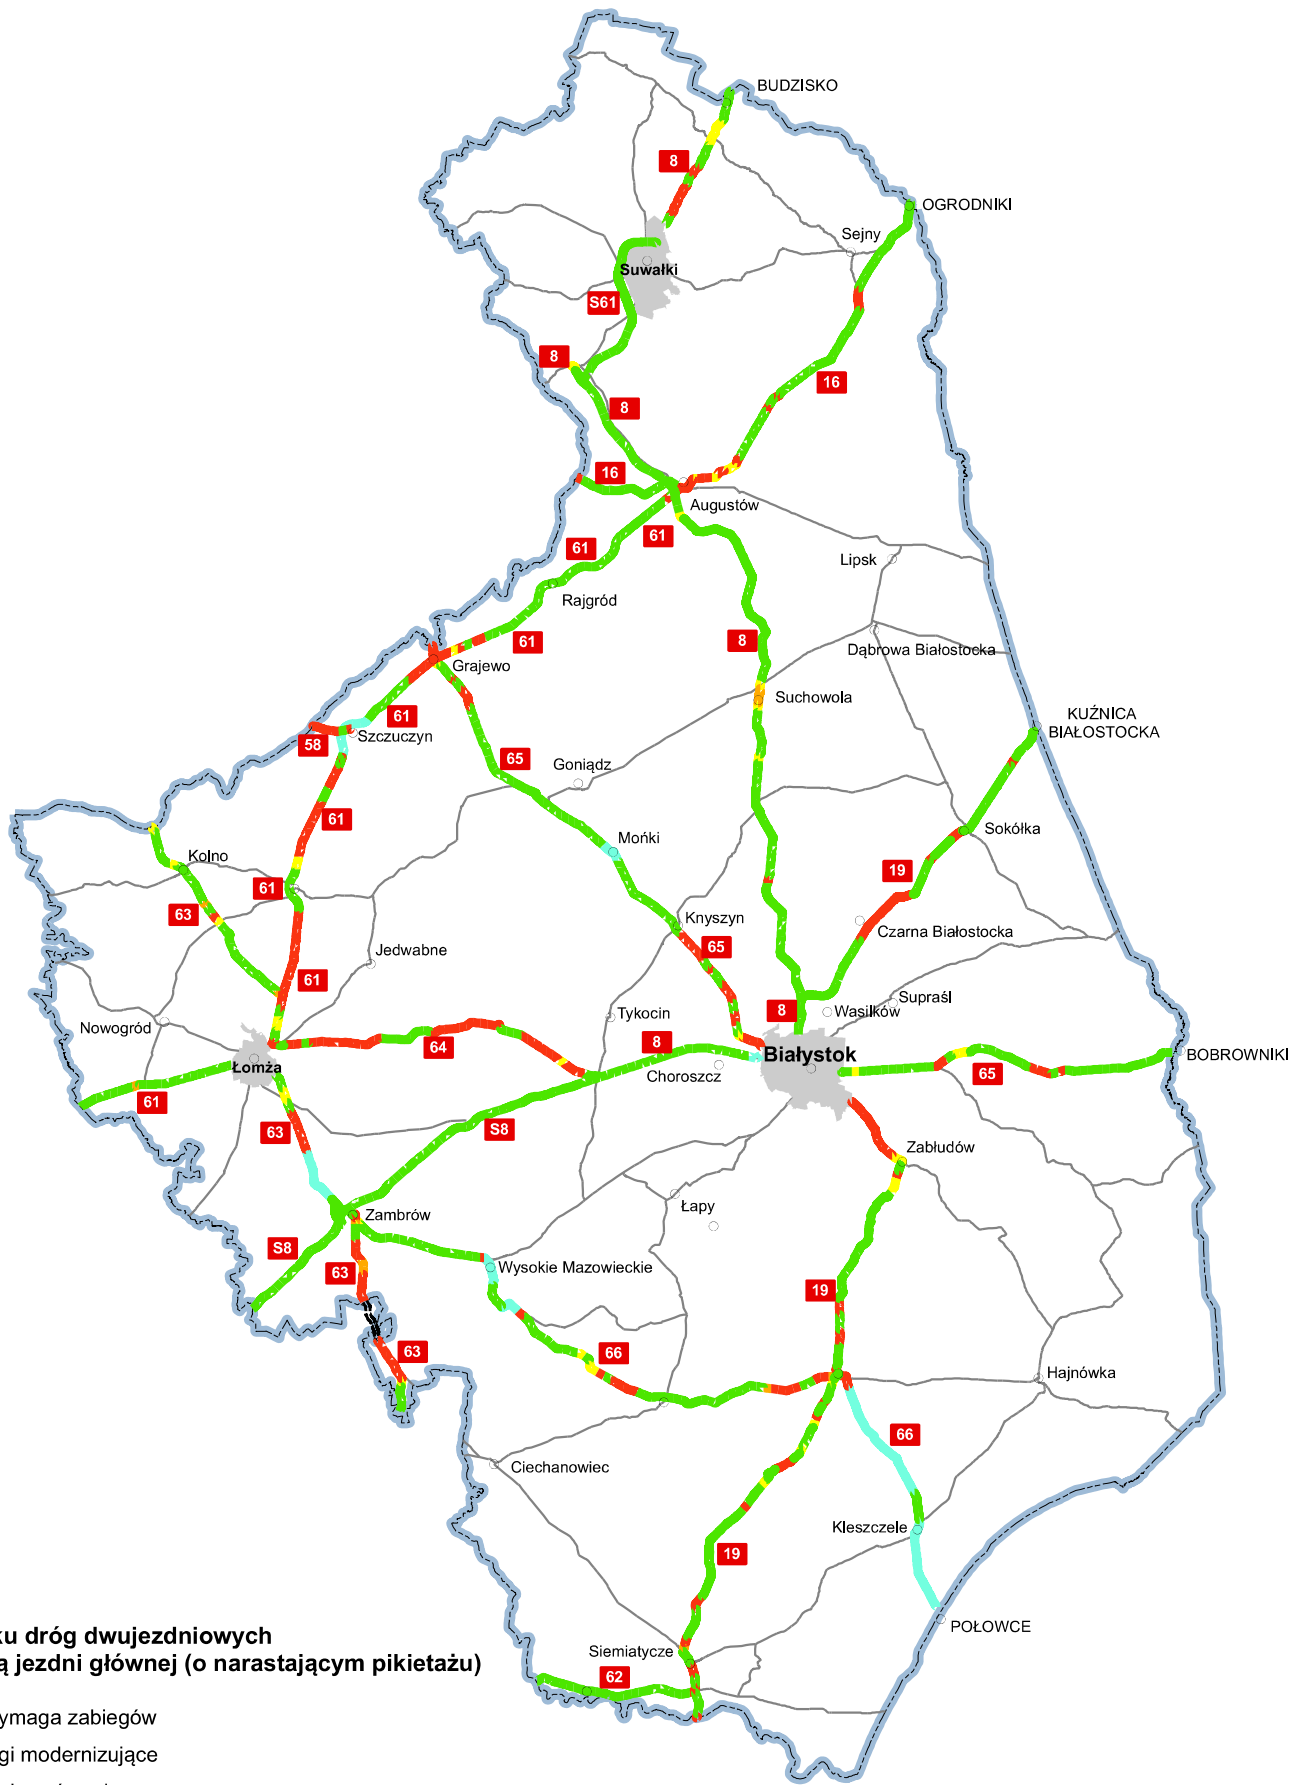 BUDZISKO
8
OGRODNIKI
Sejny
Suwałki
S61
8
16
8
16
Augustów
61
61
Lipsk
Rajgród
8
61
Dąbrowa Białostocka
Grajewo
Suchowola
61
KUŹNICA
BIAŁOSTOCKA
58
Szczuczyn
65
Goniądz
61
Sokółka
Mońki
Kolno
19
61
63
Knyszyn
Czarna Białostocka
65
Jedwabne
61
Supraśl
8
Wasilków
Tykocin
Nowogród
64
8
Białystok
BOBROWNIKI
Łomża
Choroszcz
65
61
63
S8
Zabłudów
Łapy
Zambrów
S8
63
Wysokie Mazowieckie
19
63
66
Hajnówka
66
Ciechanowiec
Kleszczele
19
POŁOWCE
ku dróg dwujezdniowych
ą jezdni głównej (o narastającym pikietażu)
Siemiatycze
62
ymaga zabiegów
gi modernizujące